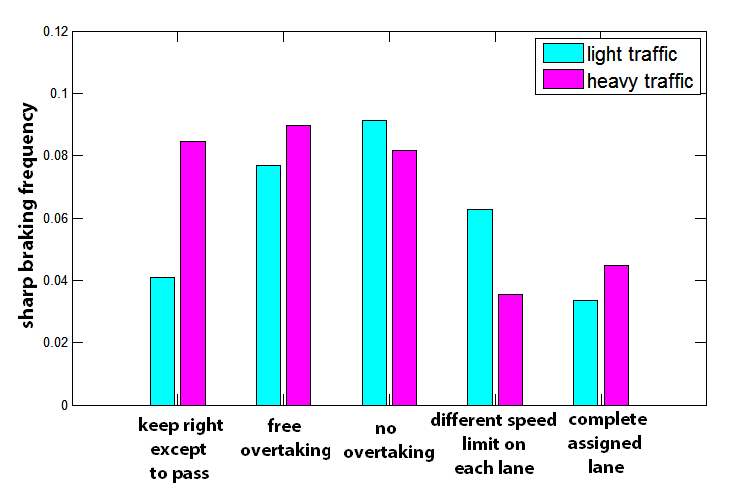 0.12
light traffic
heavy traffic
0.1
0.08
0.06
0.04
0.02
0
sharp braking frequency
keep right
except
to pass
free
overtaking
no
overtaking
different speed
limit on
each lane
complete
assigned
lane